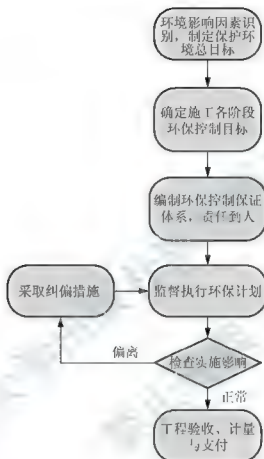 环境影响因素识
别，制定保护环
境总目标
确定施工各阶段
环保控制目标
编制环保控制保证
体系，责任到人
采取纠偏措施
监督执行环保计划
偏离
检查实施影响
正常
工程验收、计量
与支付